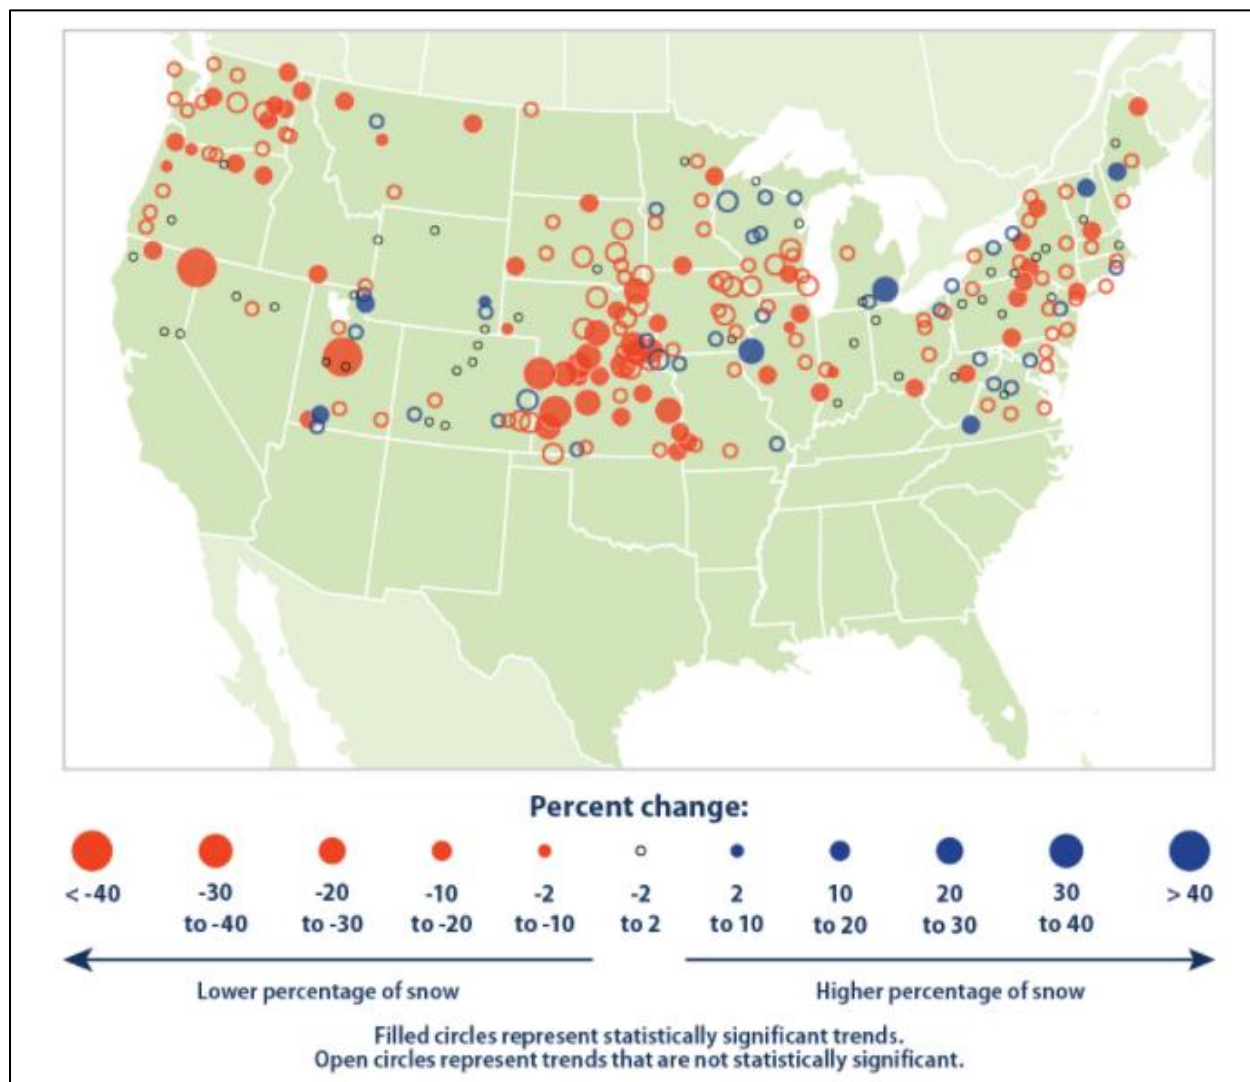 Percent change:
< -40 -30 -20 -10 -2 -2 2 10 20 30 > 40
to -40 to -30 to -20 to -10 to 2 to 10 to 20 to 30 to 40
Lower percentage of snow Higher percentage of snow
Filled circles represent statistically significant trends.
Open circles represent trends that are not statistically significant.